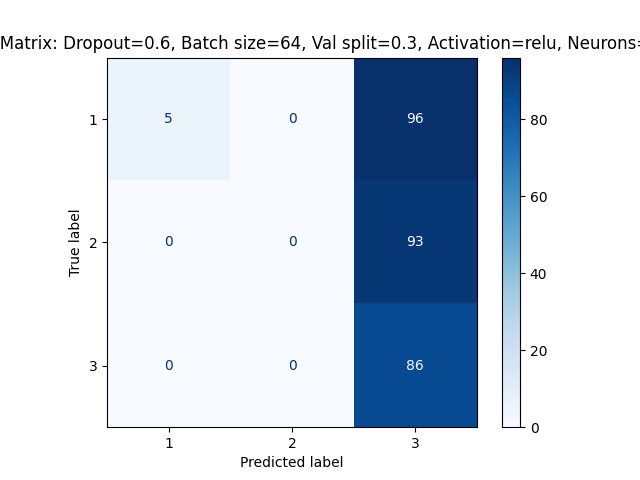 Matrix: Dropout=0.6, Batch size=64, Val split=0.3, Activation=relu, Neurons=
1 5 0 96
2 0 0 93
3 0 0 86
1 2 3
True label
Predicted label
80
60
40
20
0